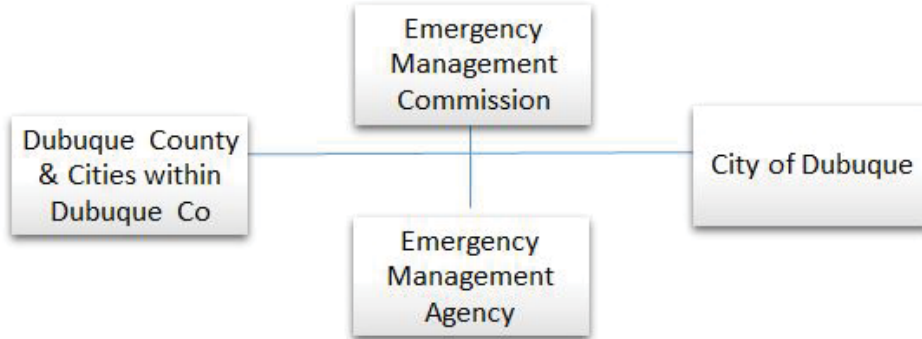 Emergency
Management
Commission
Dubuque County
& Cities within
Dubuque Co
City of Dubuque
Emergency
Management
Agency